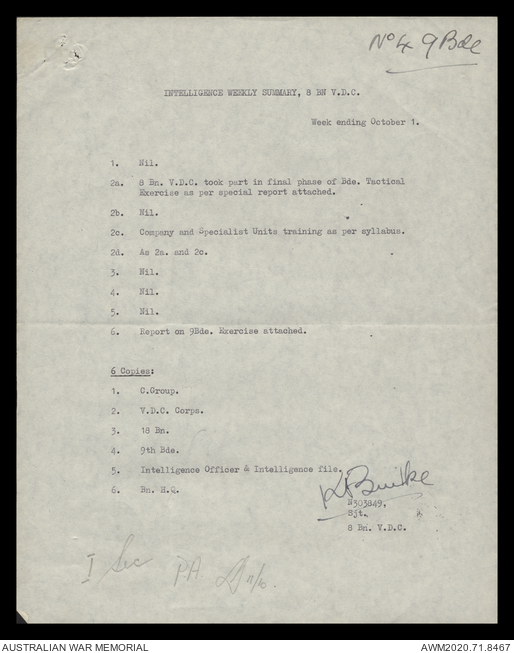 No 4 9 Bde
INTELLIGENCE WEEKLY SUMMARY, 8 BN V.D.C.
Week ending October 1.
1. Nil.
2a. 8 Bn. V.D.C. took part in final phase of Bde. Tactical
Exercise as per special report attached.
2b. Nil.
2c. Company and Specialist Units training as per syllabus.
2d. As 2a. and 2c.
3. Nil.
4. Nil.
5. Nil.
6. Report on 9Bde. Exercise attached.
6 Copies:
1. C.Group.
2. V.D.C. Corps.
3. 18 Bn.
4. 9th Bde.
5. Intelligence Officer & Intelligence file.
6. Bn. H.Q.
N303849.
Sjt.,
8 Bn. V.D.C.
I Sec PA
AUSTRALIAN WAR MEMORIAL AWM2020.71.8467